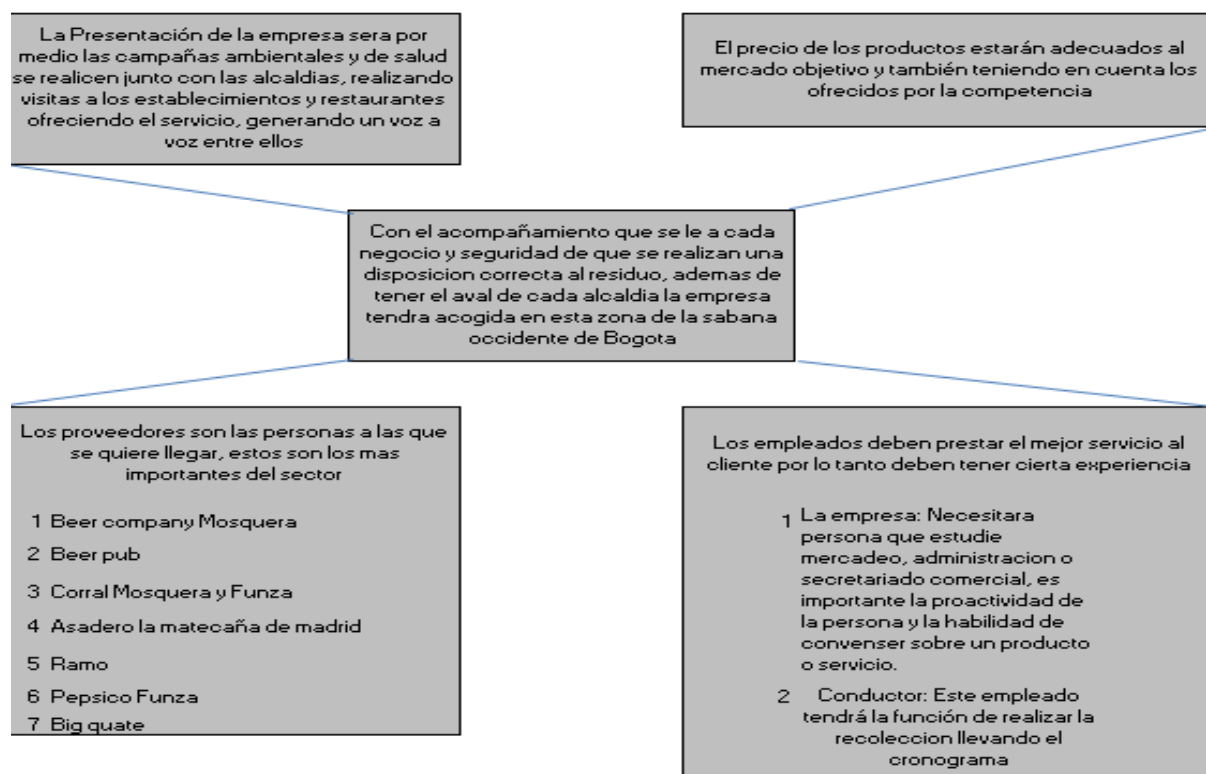 La Presentación de la empresa sera por
medio las campañas ambientales y de salud
se realicen junto con las alcaldias, realizando
visitas a los establecimientos y restaurantes
ofreciendo el servicio, generando un voz a
voz entre ellos
El precio de los productos estarán adecuados al
mercado objetivo y también teniendo en cuenta los
ofrecidos por la competencia
Con el acompañamiento que se le a cada
negocio y seguridad de que se realizan una
disposicion correcta al residuo, ademas de
tener el aval de cada alcaldia la empresa
tendra acogida en esta zona de la sabana
occidente de Bogota
Los proveedores son las personas a las que
se quiere llegar, estos son los mas
importantes del sector
1 Beer company Mosquera
2 Beer pub
3 Corral Mosquera y Funza
4 Asadero la matecaña de madrid
5 Ramo
6 Pepsico Funza
7 Big quate
Los empleados deben prestar el mejor servicio al
cliente por lo tanto deben tener cierta experiencia
1 La empresa: Necesitara
persona que estudie
mercadeo, administracion o
secretariado comercial, es
importante la proactividad de
la persona y la habilidad de
convenser sobre un producto
o servicio.
2 Conductor: Este empleado
tendrá la función de realizar la
recoleccion llevando el
cronograma